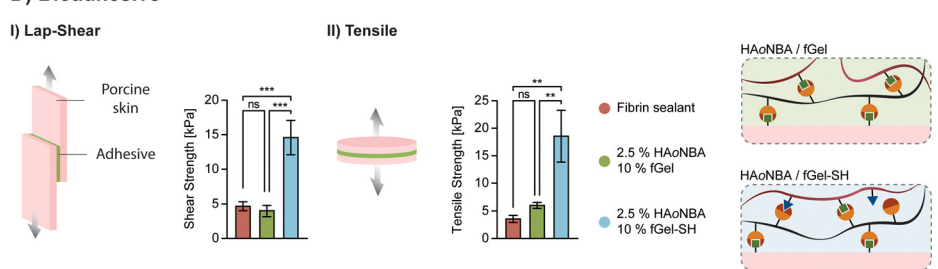 I) Lap-Shear
II) Tensile
Porcine
skin
Adhesive
Shear Strength [kPa]
20
15
10
5
0
***
ns
***
Tensile Strength [kPa]
25
20
15
10
5
0
**
ns
**
Fibrin sealant
2.5 % HAoNBA
10 % fGel
2.5 % HAoNBA
10 % fGel-SH
HAoNBA / fGel
HAoNBA / fGel-SH